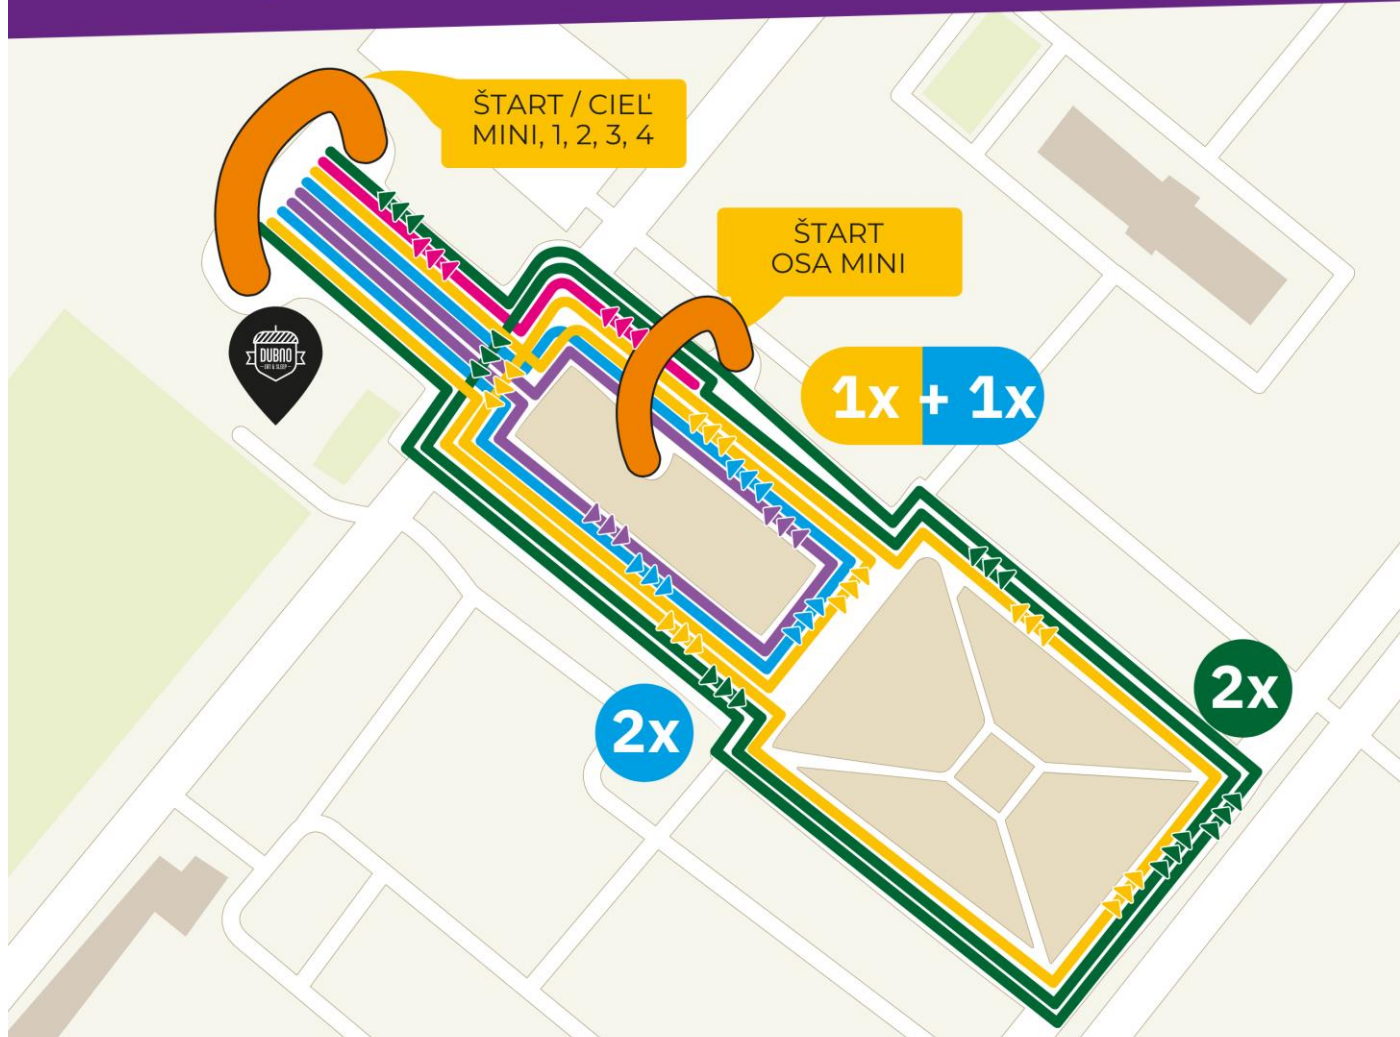 ŠTART / CIEĽ
MINI, 1, 2, 3, 4
ŠTART
OSA MINI
DUBNO
1x + 1x
2x
2x